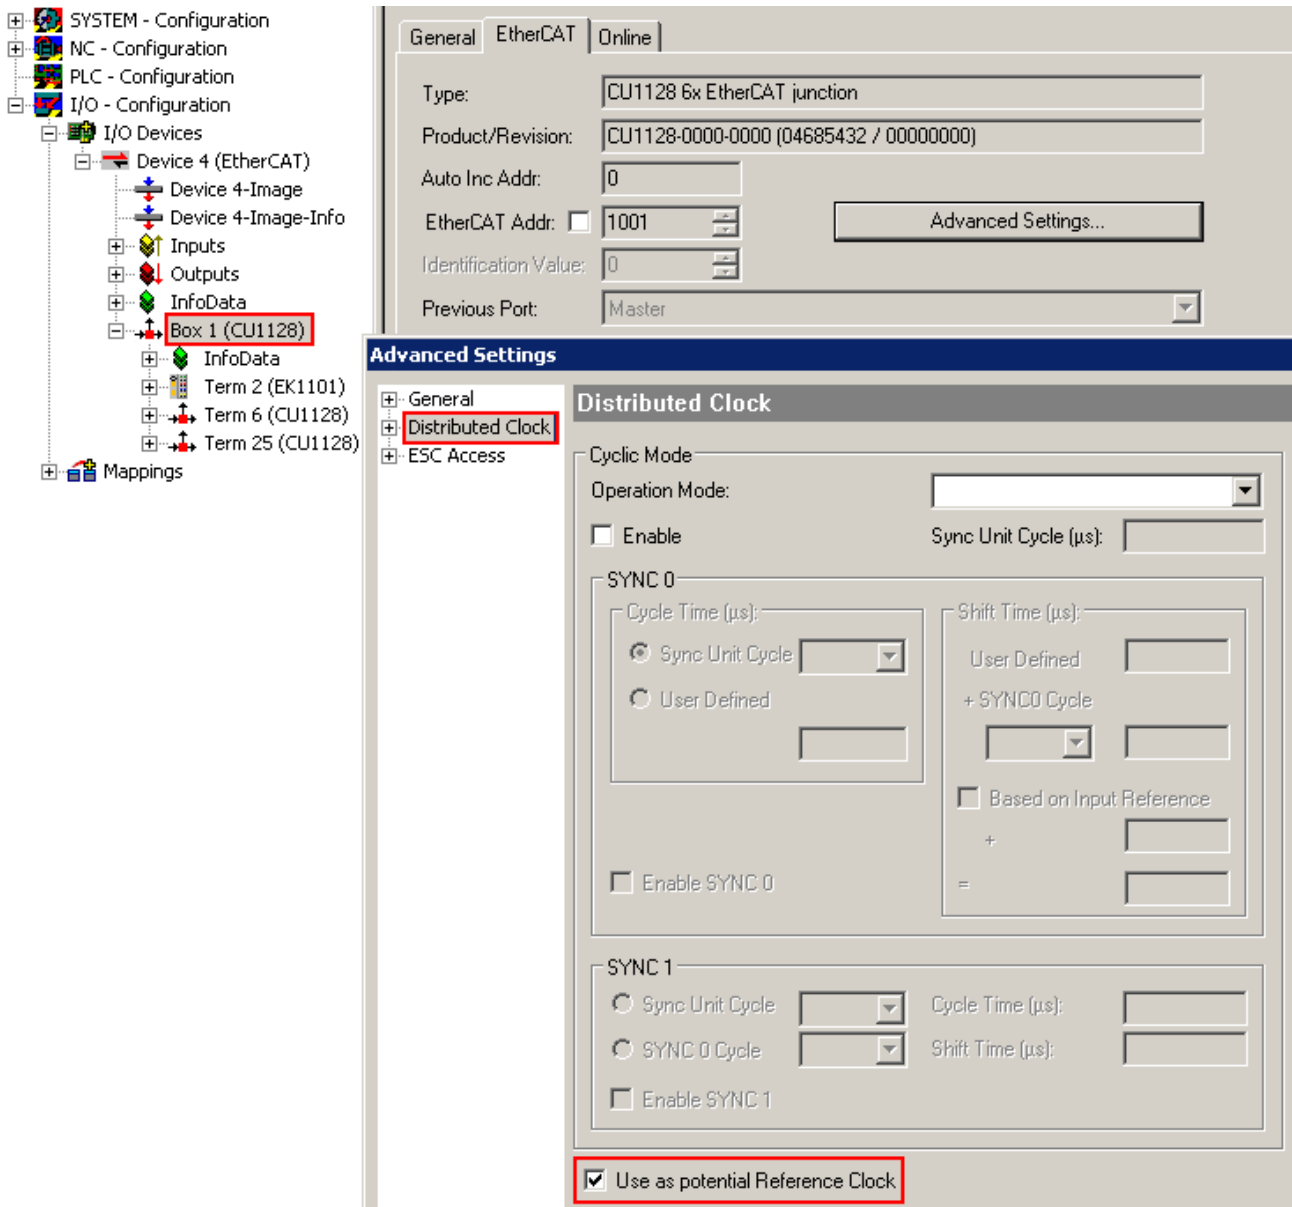 SYSTEM - Configuration
NC - Configuration
PLC - Configuration
I/O - Configuration
I/O Devices
Device 4 (EtherCAT)
Device 4-Image
Device 4-Image-Info
Inputs
Outputs
InfoData
Box 1 (CU1128)
InfoData
Term 2 (EK1101)
Term 6 (CU1128)
Term 25 (CU1128)
Mappings
General EtherCAT Online
Type: CU1128 6x EtherCAT junction
Product/Revision: CU1128-0000-0000 (04685432 / 00000000)
Auto Inc Addr: 0
EtherCAT Addr: 1001 Advanced Settings...
Identification Value: 0
Previous Port: Master
Advanced Settings
General
Distributed Clock
ESC Access
Distributed Clock
Cyclic Mode
Operation Mode:
Enable Sync Unit Cycle (µs):
SYNC 0
Cycle Time (µs):
Sync Unit Cycle
User Defined
Enable SYNC 0
Shift Time (µs):
User Defined
+ SYNC0 Cycle
Based on Input Reference
+
=
SYNC 1
Sync Unit Cycle Cycle Time (µs):
SYNC 0 Cycle Shift Time (µs):
Enable SYNC 1
Use as potential Reference Clock